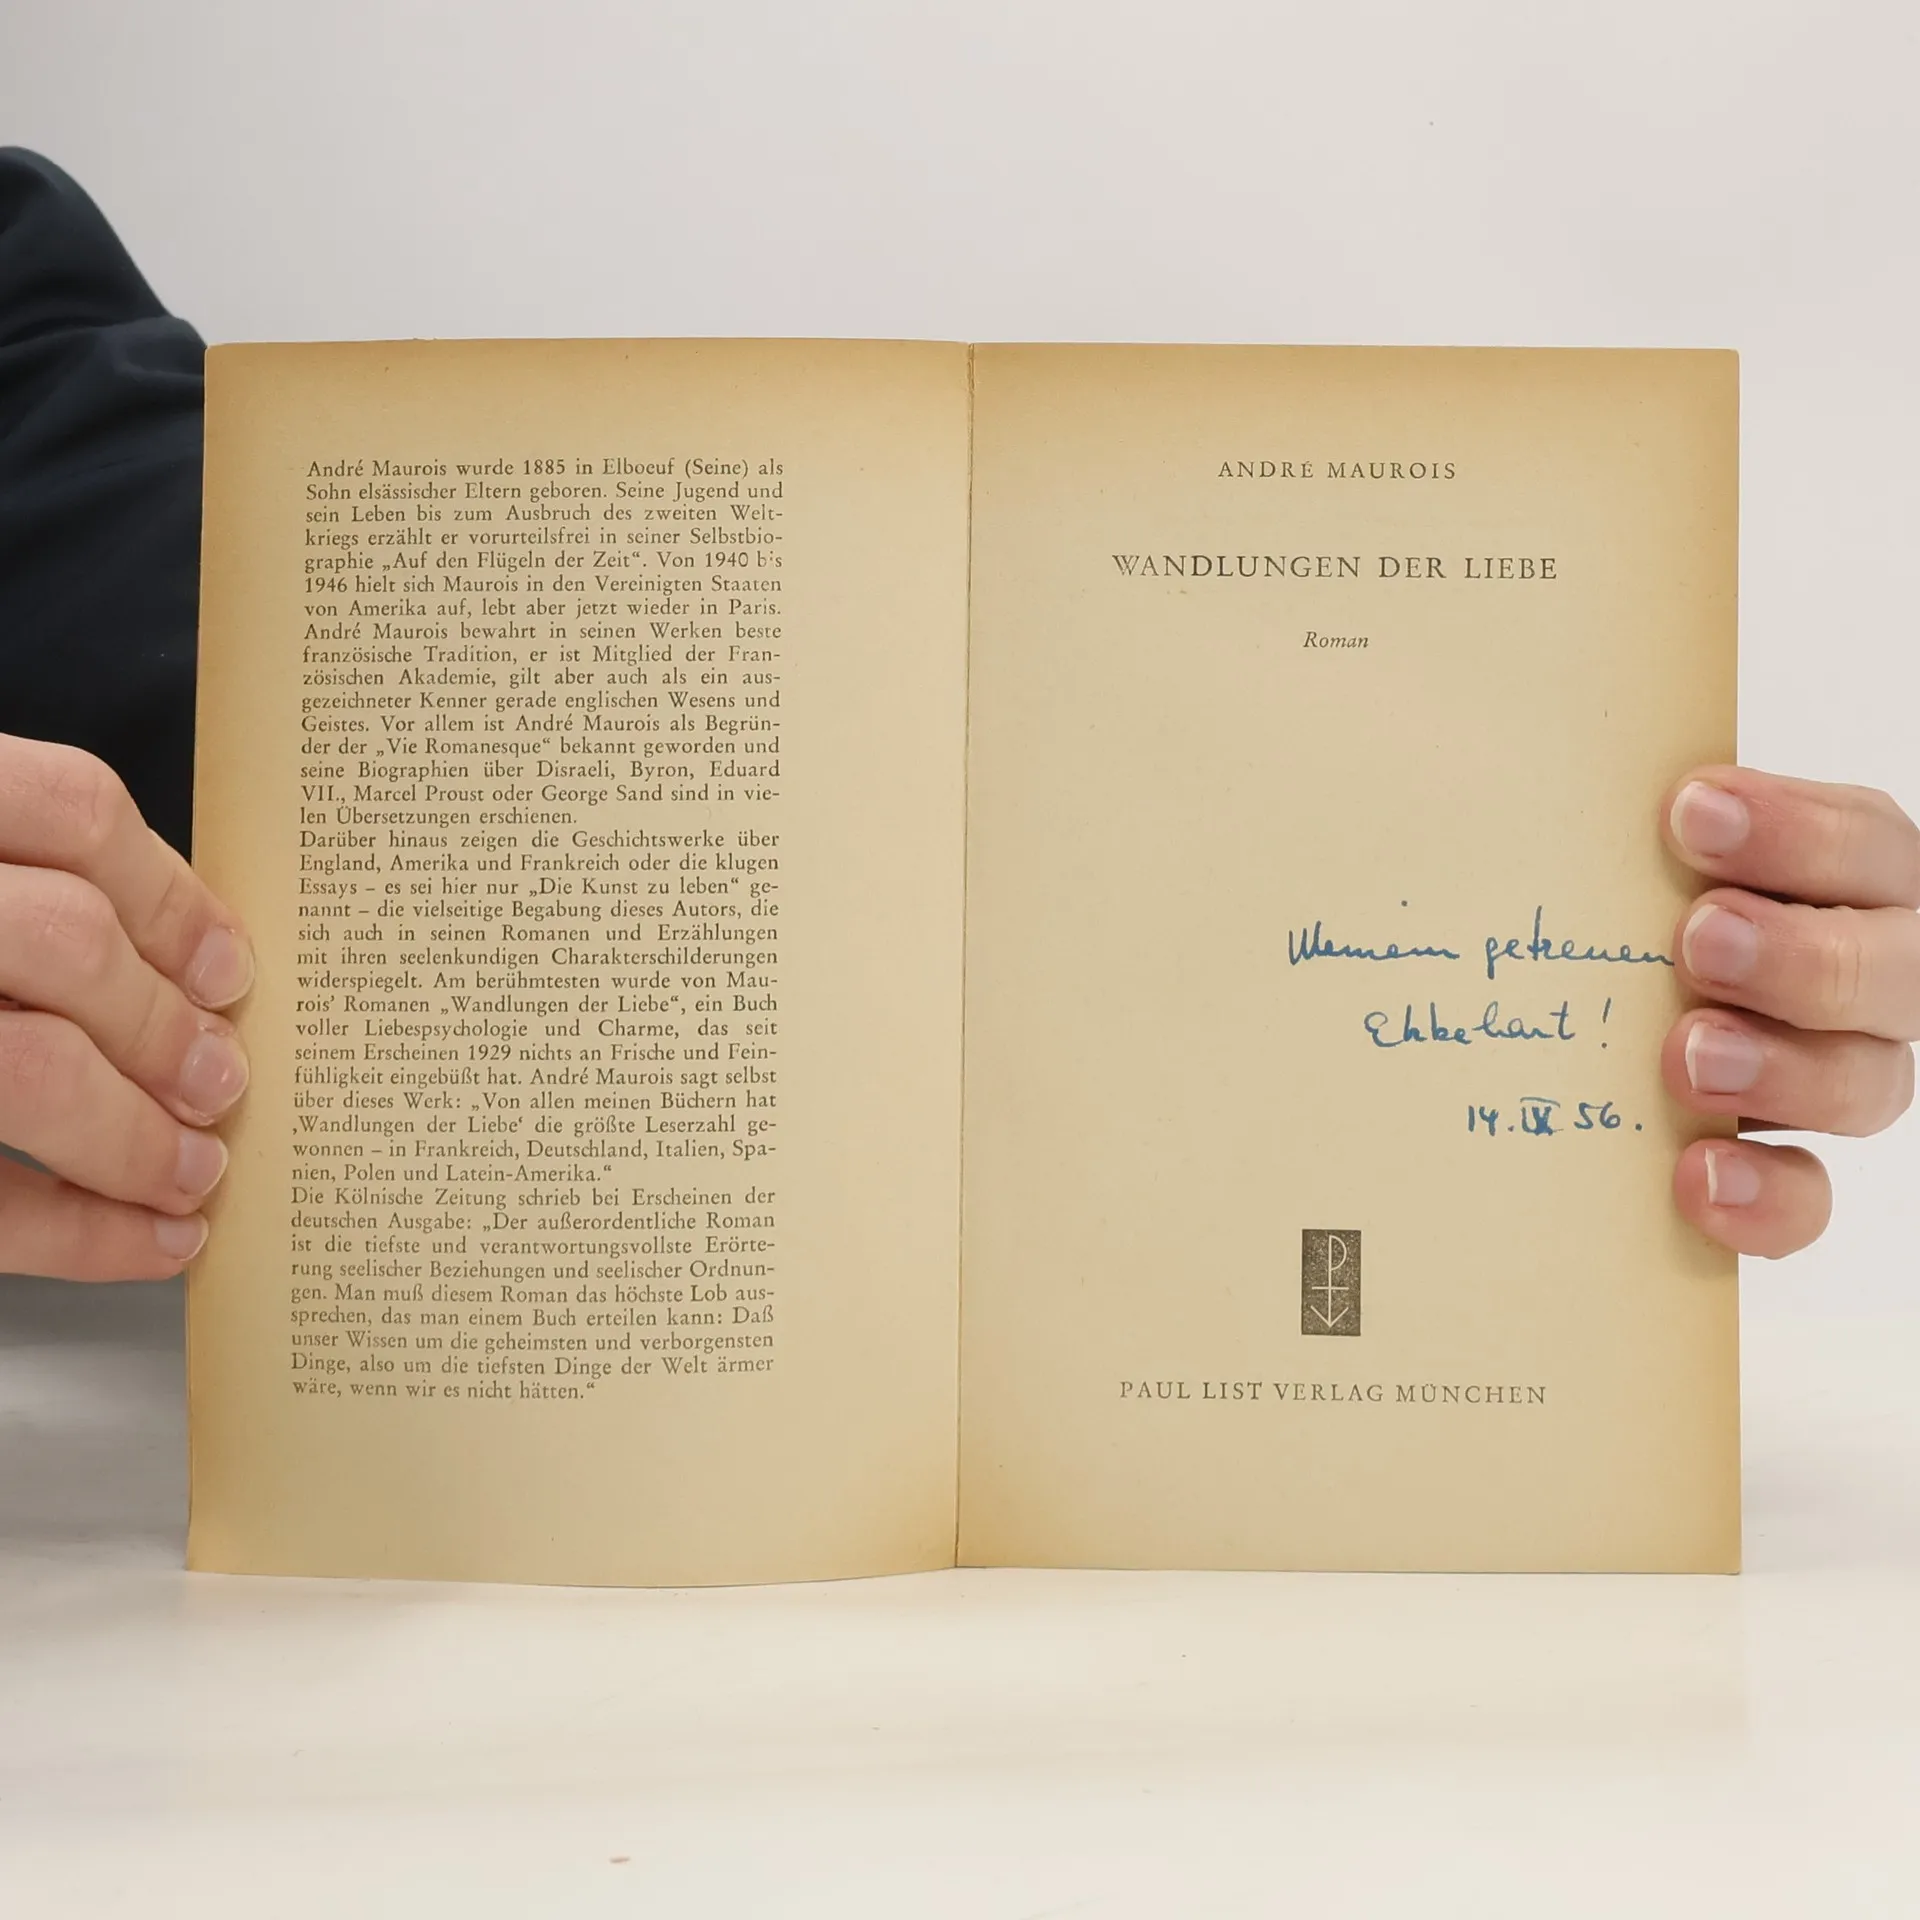 André Maurois wurde 1885 in Elboeuf (Seine) als
Sohn elsässischer Eltern geboren. Seine Jugend und
sein Leben bis zum Ausbruch des zweiten Welt-
kriegs erzählt er vorurteilsfrei in seiner Selbstbio-
graphie „Auf den Flügeln der Zeit“. Von 1940 bis
1946 hielt sich Maurois in den Vereinigten Staaten
von Amerika auf, lebt aber jetzt wieder in Paris.
André Maurois bewahrt in seinen Werken beste
französische Tradition, er ist Mitglied der Fran-
zösischen Akademie, gilt aber auch als ein aus-
gezeichneter Kenner gerade englischen Wesens und
Geistes. Vor allem ist André Maurois als Begrün-
der der „Vie Romanesque“ bekannt geworden und
seine Biographien über Disraeli, Byron, Eduard
VII., Marcel Proust oder George Sand sind in vie-
len Übersetzungen erschienen.
Darüber hinaus zeigen die Geschichtswerke über
England, Amerika und Frankreich oder die klugen
Essays – es sei hier nur „Die Kunst zu leben“ ge-
nannt – die vielseitige Begabung dieses Autors, die
sich auch in seinen Romanen und Erzählungen
mit ihren seelenkundigen Charakterschilderungen
widerspiegelt. Am berühmtesten wurde von Mau-
rois’ Romanen „Wandlungen der Liebe“, ein Buch
voller Liebespsychologie und Charme, das seit
seinem Erscheinen 1929 nichts an Frische und Fein-
fühligkeit eingebüßt hat. André Maurois sagt selbst
über dieses Werk: „Von allen meinen Büchern hat
‚Wandlungen der Liebe‘ die größte Leserzahl ge-
wonnen – in Frankreich, Deutschland, Italien, Spa-
nien, Polen und Latein-Amerika.“
Die Kölnische Zeitung schrieb bei Erscheinen der
deutschen Ausgabe: „Der außerordentliche Roman
ist die tiefste und verantwortungsvollste Erörte-
rung seelischer Beziehungen und seelischer Ordnun-
gen. Man muß diesem Roman das höchste Lob aus-
sprechen, das man einem Buch erteilen kann: Daß
unser Wissen um die geheimsten und verborgensten
Dinge, also um die tiefsten Dinge der Welt ärmer
wäre, wenn wir es nicht hätten.“
ANDRÉ MAUROIS
WANDLUNGEN DER LIEBE
Roman
Meinem getreuen
Ekkehart!
14. IX 56.
PAUL LIST VERLAG MÜNCHEN